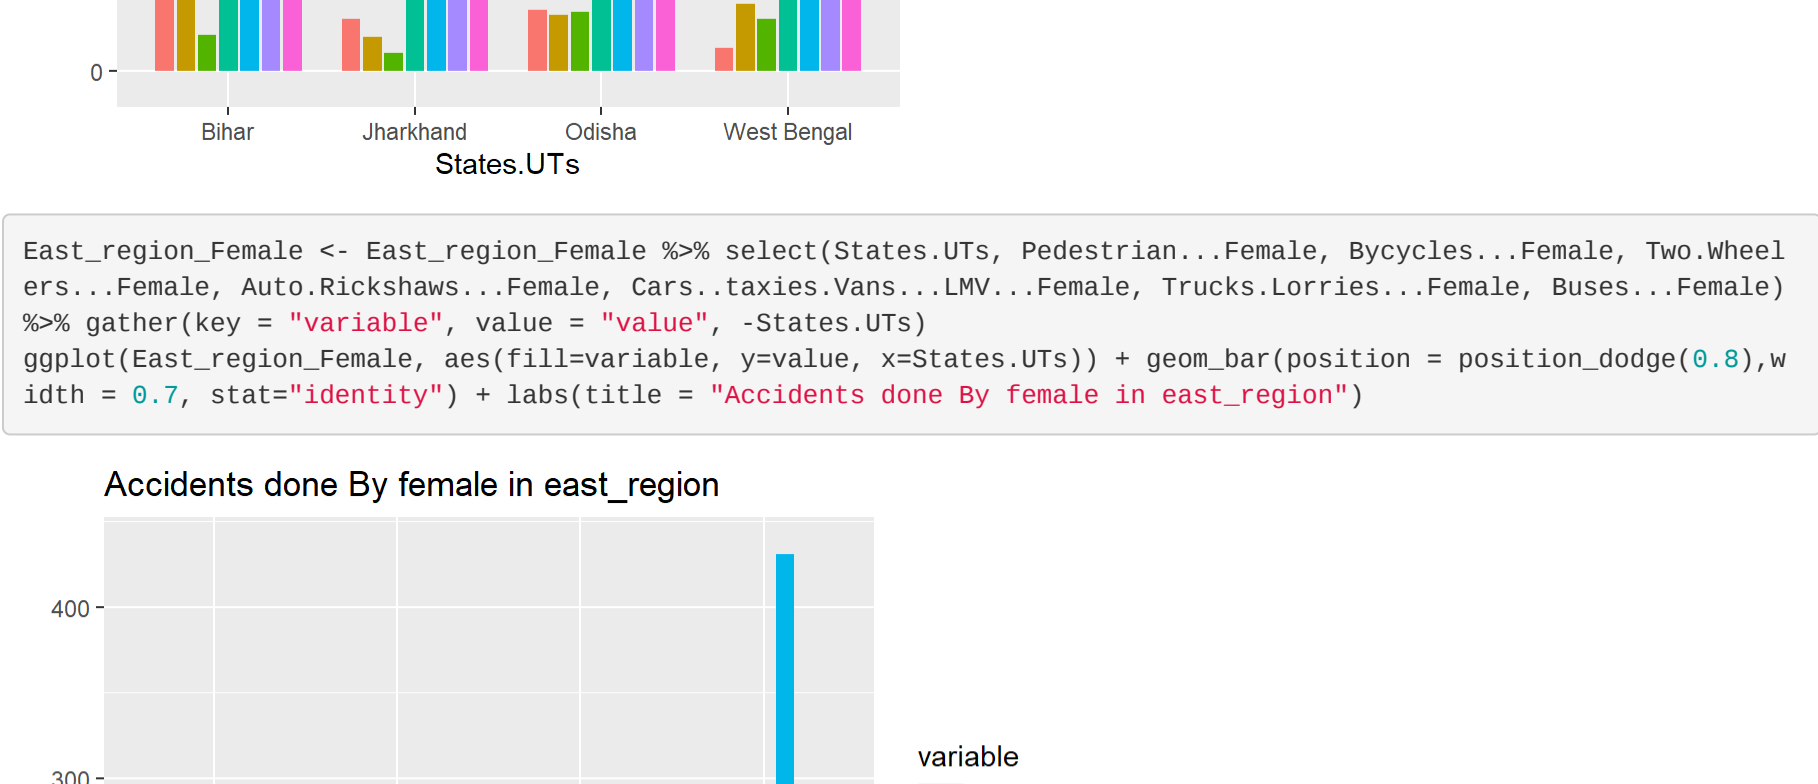 0
Bihar Jharkhand Odisha West Bengal
States.UTs
East_region_Female <- East_region_Female %>% select(States.UTs, Pedestrian...Female, Bycycles...Female, Two.Wheel
ers...Female, Auto.Rickshaws...Female, Cars..taxies.Vans...LMV...Female, Trucks.Lorries...Female, Buses...Female)
%>% gather(key = "variable", value = "value", -States.UTs)
ggplot(East_region_Female, aes(fill=variable, y=value, x=States.UTs)) + geom_bar(position = position_dodge(0.8),w
idth = 0.7, stat="identity") + labs(title = "Accidents done By female in east_region")
Accidents done By female in east_region
400
variable
300